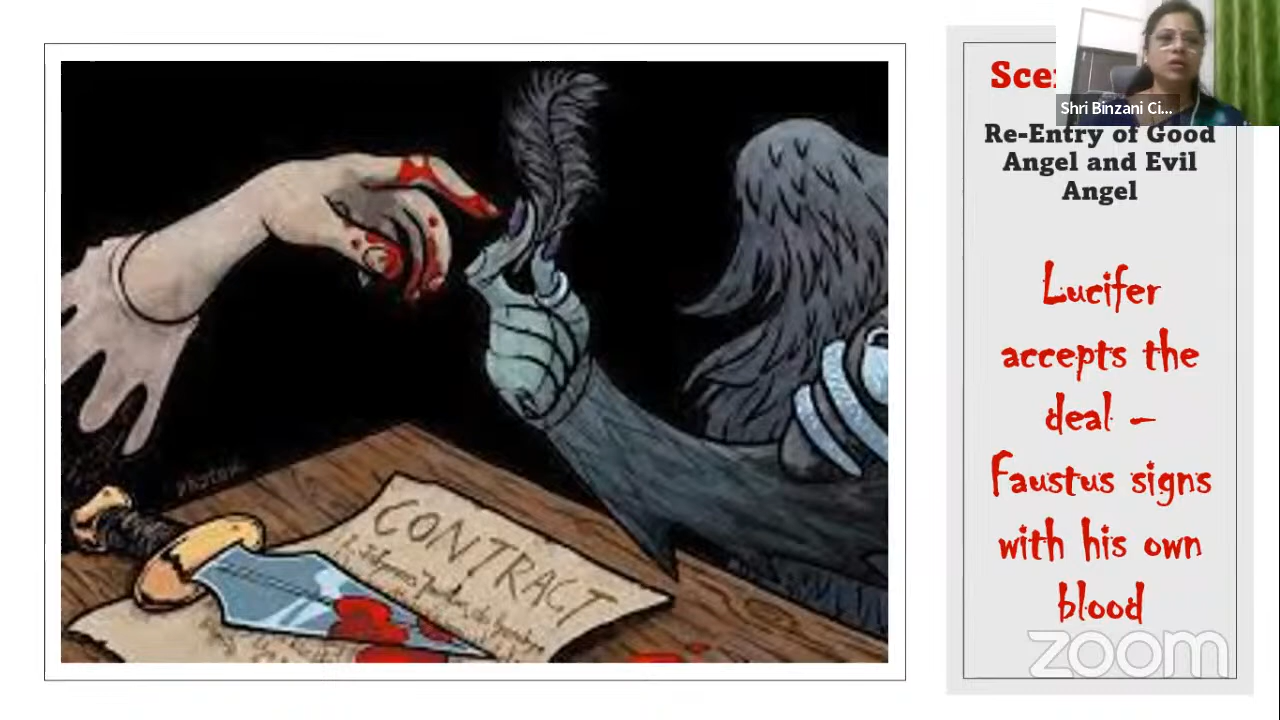 Shri Binzani Ci...
Re-Entry of Good
Angel and Evil
Angel
Lucifer
accepts the
deal –
Faustus signs
with his own
blood
CONTRACT
zoom